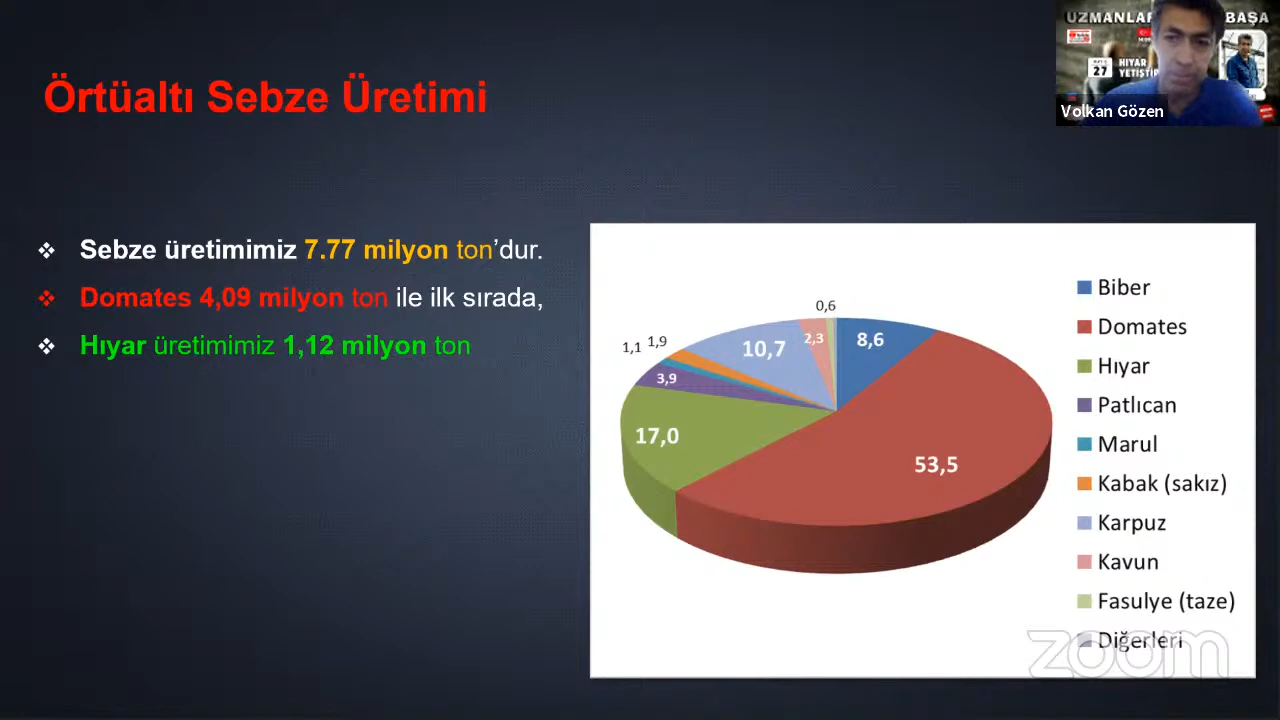 Örtüaltı Sebze Üretimi
UZMANLAR
BAŞA
27
HIYAR
YETİŞTİR
Volkan Gözen
❖ Sebze üretimimiz 7.77 milyon ton’dur.
❖ Domates 4,09 milyon ton ile ilk sırada,
❖ Hıyar üretimimiz 1,12 milyon ton
0,6
8,6
2,3
10,7
1,9
1,1
3,9
17,0
53,5
Biber
Domates
Hıyar
Patlıcan
Marul
Kabak (sakız)
Karpuz
Kavun
Fasulye (taze)
Diğerleri
zoom